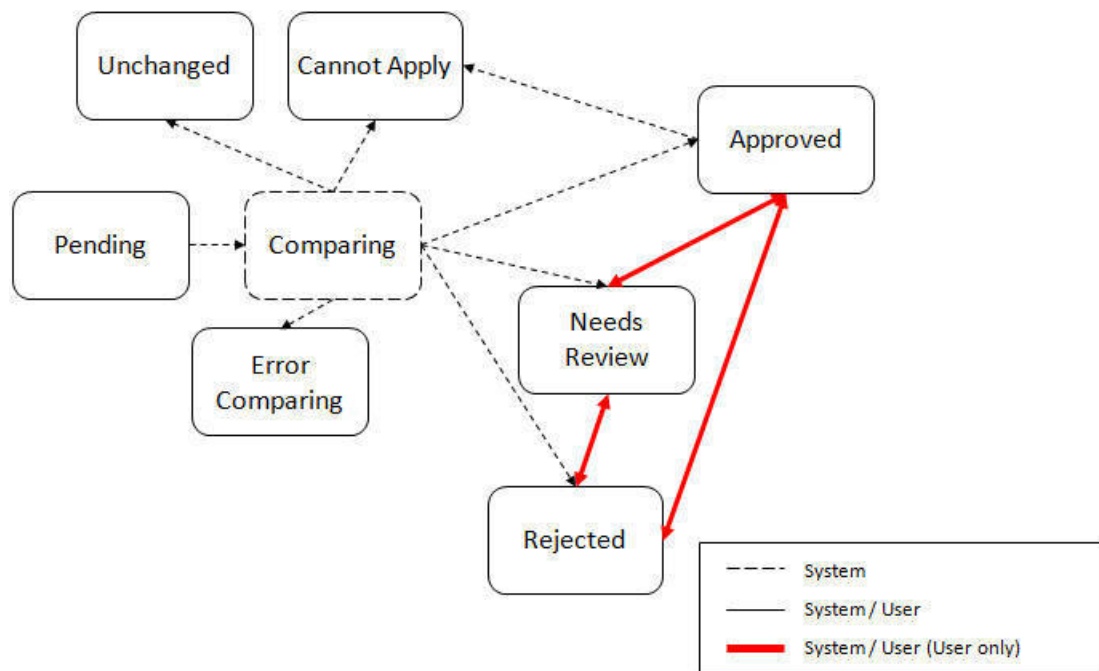 Unchanged
Cannot Apply
Approved
Pending
Comparing
Needs
Review
Error
Comparing
Rejected
System
System / User
System / User (User only)